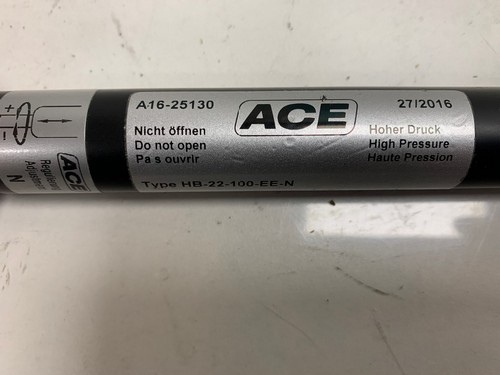 A16-25130
ACE
27/2016
Nicht öffnen
Do not open
Pa s ouvrir
Hoher Druck
High Pressure
Haute Pression
Type HB-22-100-EE-N
ACE
N
+
-